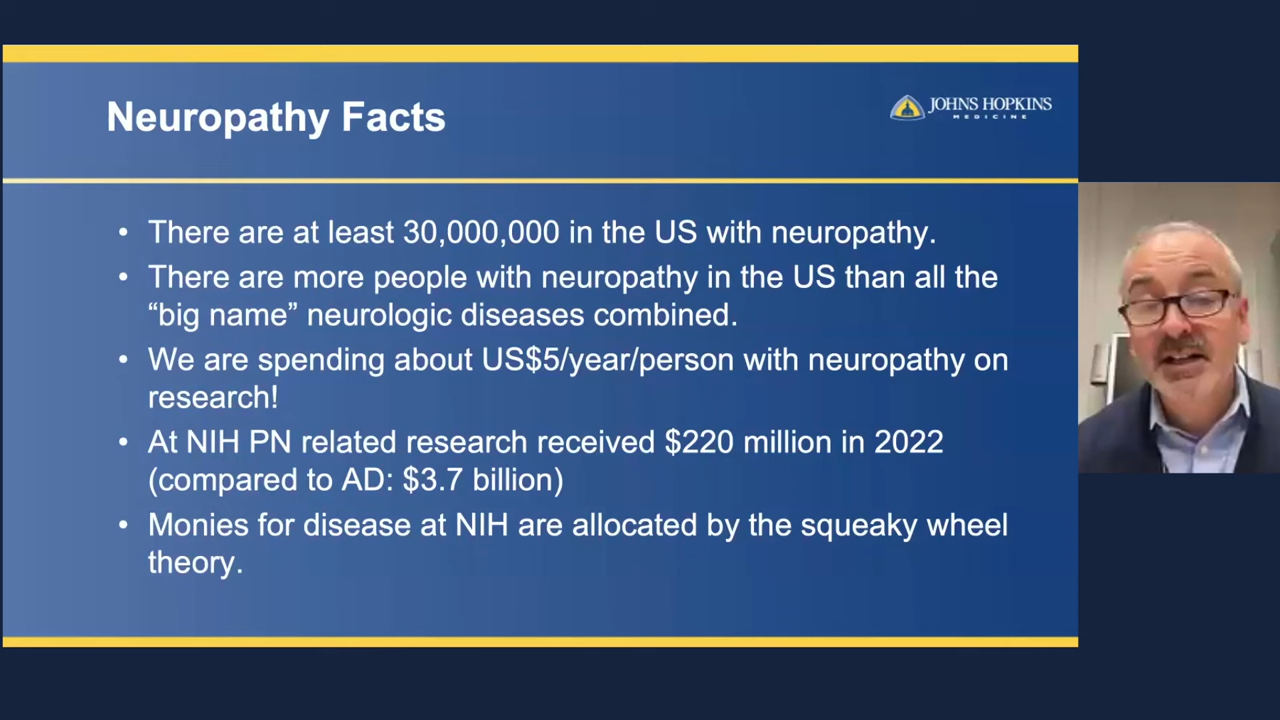 Neuropathy Facts
JOHNS HOPKINS
MEDICINE
• There are at least 30,000,000 in the US with neuropathy.
• There are more people with neuropathy in the US than all the
“big name” neurologic diseases combined.
• We are spending about US$5/year/person with neuropathy on
research!
• At NIH PN related research received $220 million in 2022
(compared to AD: $3.7 billion)
• Monies for disease at NIH are allocated by the squeaky wheel
theory.